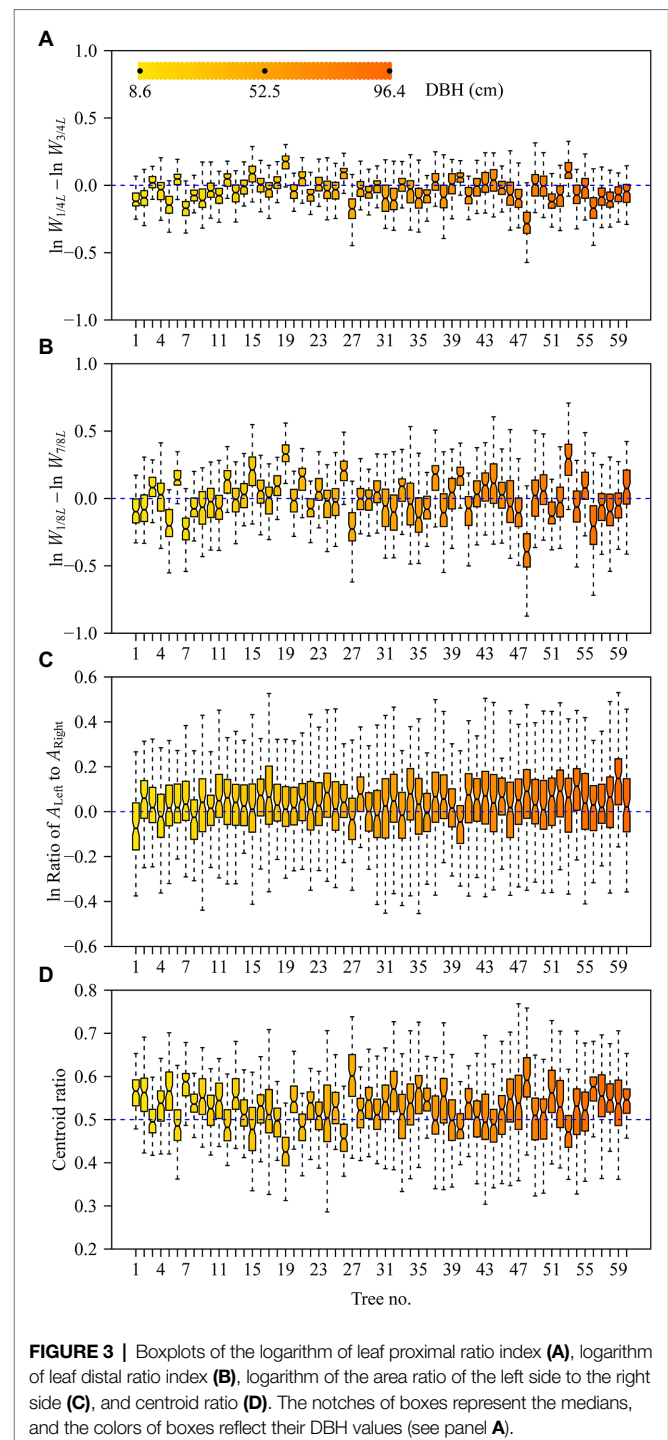 A
1.0
0.5
0.0
−0.5
−1.0
ln W1/4L − ln W3/4L
8.6 52.5 96.4 DBH (cm)
1 4 7 11 15 19 23 27 31 35 39 43 47 51 55 59
B
1.0
0.5
0.0
−0.5
−1.0
ln W1/8L − ln W7/8L
1 4 7 11 15 19 23 27 31 35 39 43 47 51 55 59
C
0.6
0.4
0.2
0.0
−0.2
−0.4
−0.6
ln Ratio of ALeft to ARight
1 4 7 11 15 19 23 27 31 35 39 43 47 51 55 59
D
0.8
0.7
0.6
0.5
0.4
0.3
0.2
Centroid ratio
1 4 7 11 15 19 23 27 31 35 39 43 47 51 55 59
Tree no.
FIGURE 3 | Boxplots of the logarithm of leaf proximal ratio index (A), logarithm
of leaf distal ratio index (B), logarithm of the area ratio of the left side to the right
side (C), and centroid ratio (D). The notches of boxes represent the medians,
and the colors of boxes reflect their DBH values (see panel A).